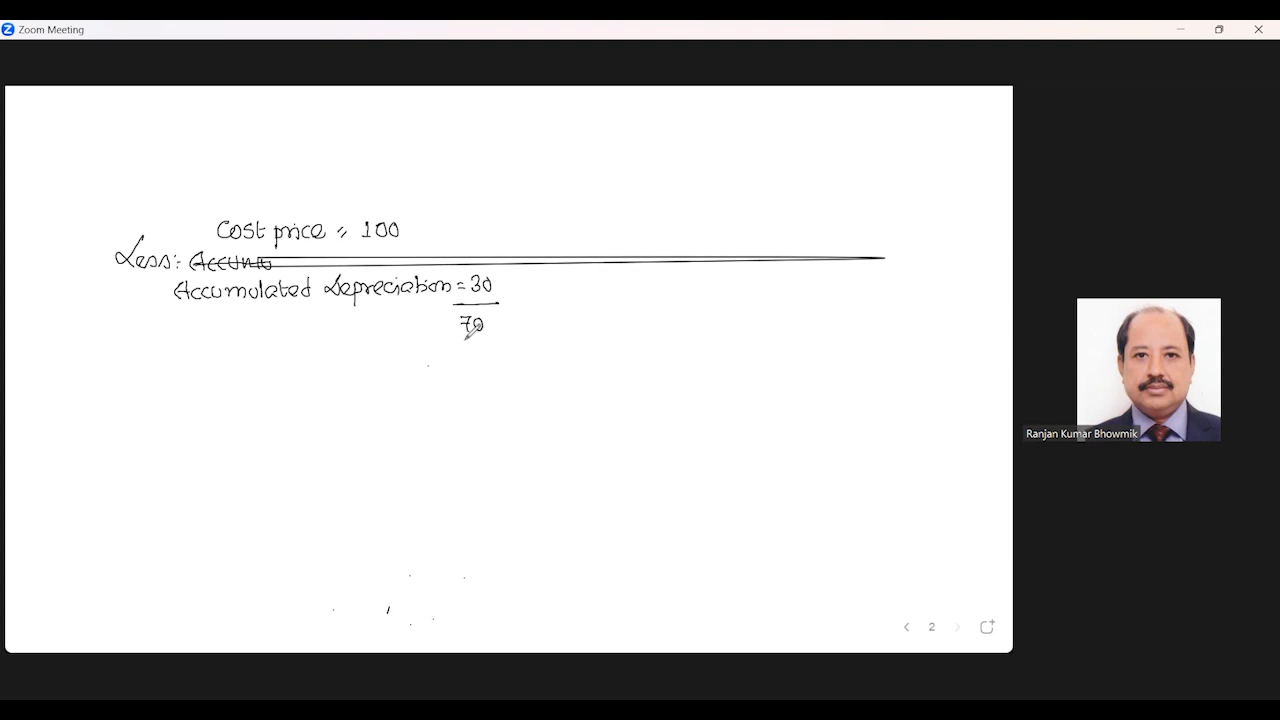 Zoom Meeting
Cost price = 100
Less: Accum
Accumulated Depreciation = 30
70
Ranjan Kumar Bhowmik
2